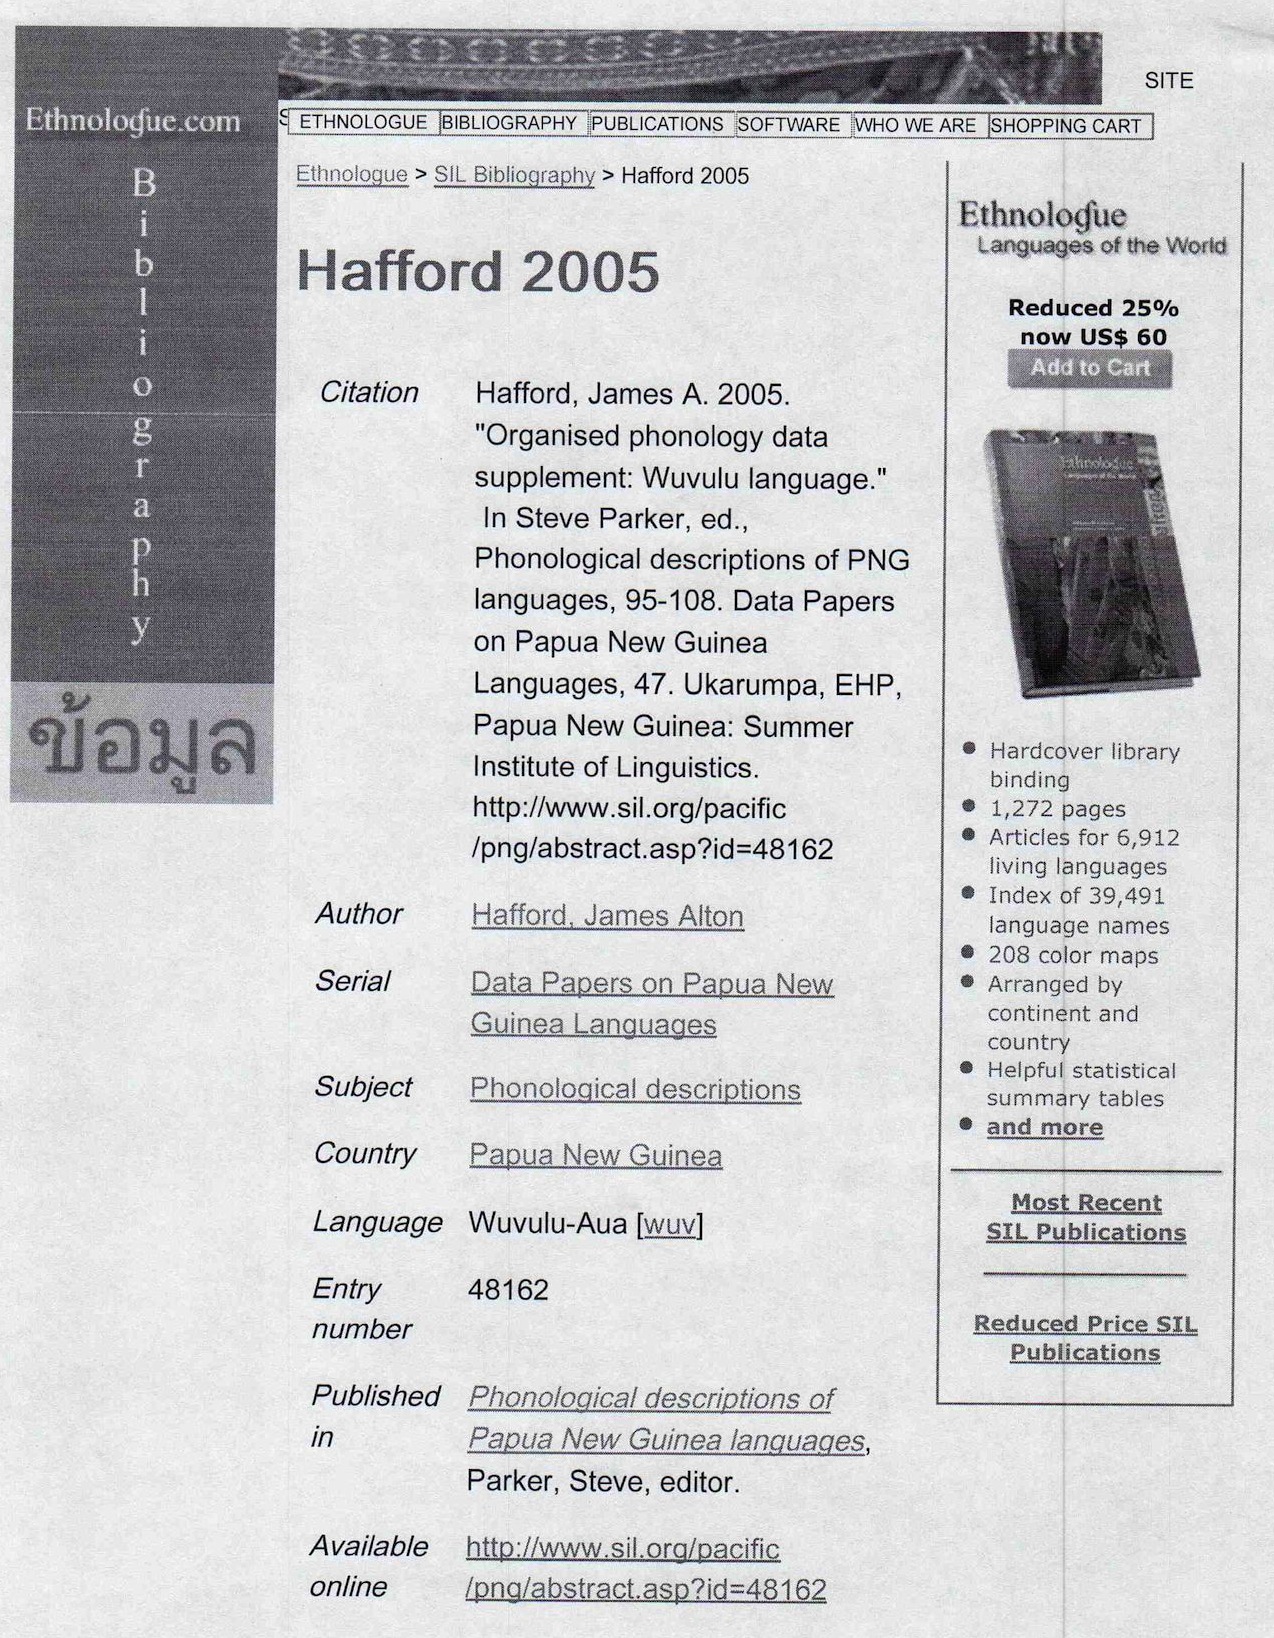 SITE
Ethnologue.com
S ETHNOLOGUE BIBLIOGRAPHY PUBLICATIONS SOFTWARE WHO WE ARE SHOPPING CART
Bibliography
ข้อมูล
Ethnologue > SIL Bibliography > Hafford 2005
Hafford 2005
Citation Hafford, James A. 2005.
"Organised phonology data
supplement: Wuvulu language."
In Steve Parker, ed.,
Phonological descriptions of PNG
languages, 95-108. Data Papers
on Papua New Guinea
Languages, 47. Ukarumpa, EHP,
Papua New Guinea: Summer
Institute of Linguistics.
http://www.sil.org/pacific
/png/abstract.asp?id=48162
Author Hafford, James Alton
Serial Data Papers on Papua New
Guinea Languages
Subject Phonological descriptions
Country Papua New Guinea
Language Wuvulu-Aua [wuv]
Entry 48162
number
Published Phonological descriptions of
in Papua New Guinea languages,
Parker, Steve, editor.
Available http://www.sil.org/pacific
online /png/abstract.asp?id=48162
Ethnologue
Languages of the World
Reduced 25%
now US$ 60
Add to Cart
Ethnologue
Languages of the World
Hardcover library
binding
1,272 pages
Articles for 6,912
living languages
Index of 39,491
language names
208 color maps
Arranged by
continent and
country
Helpful statistical
summary tables
and more
Most Recent
SIL Publications
Reduced Price SIL
Publications